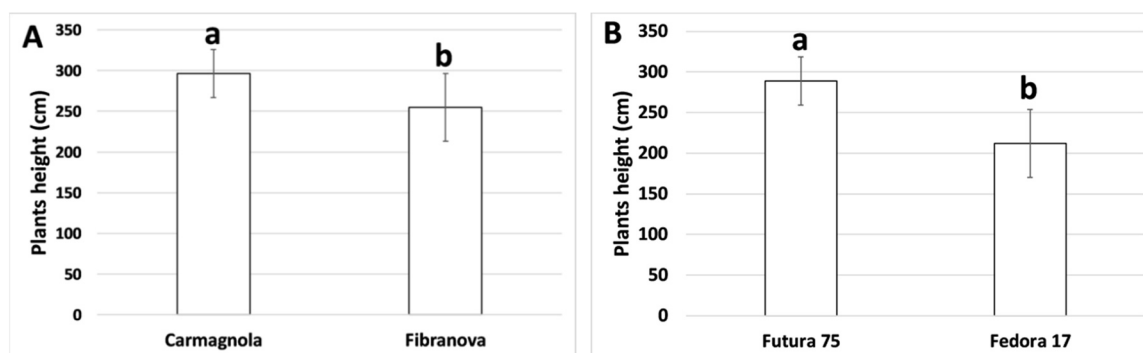 A
Plants height (cm)
350
300
250
200
150
100
50
0
a
b
Carmagnola
Fibranova
B
Plants height (cm)
350
300
250
200
150
100
50
0
a
b
Futura 75
Fedora 17